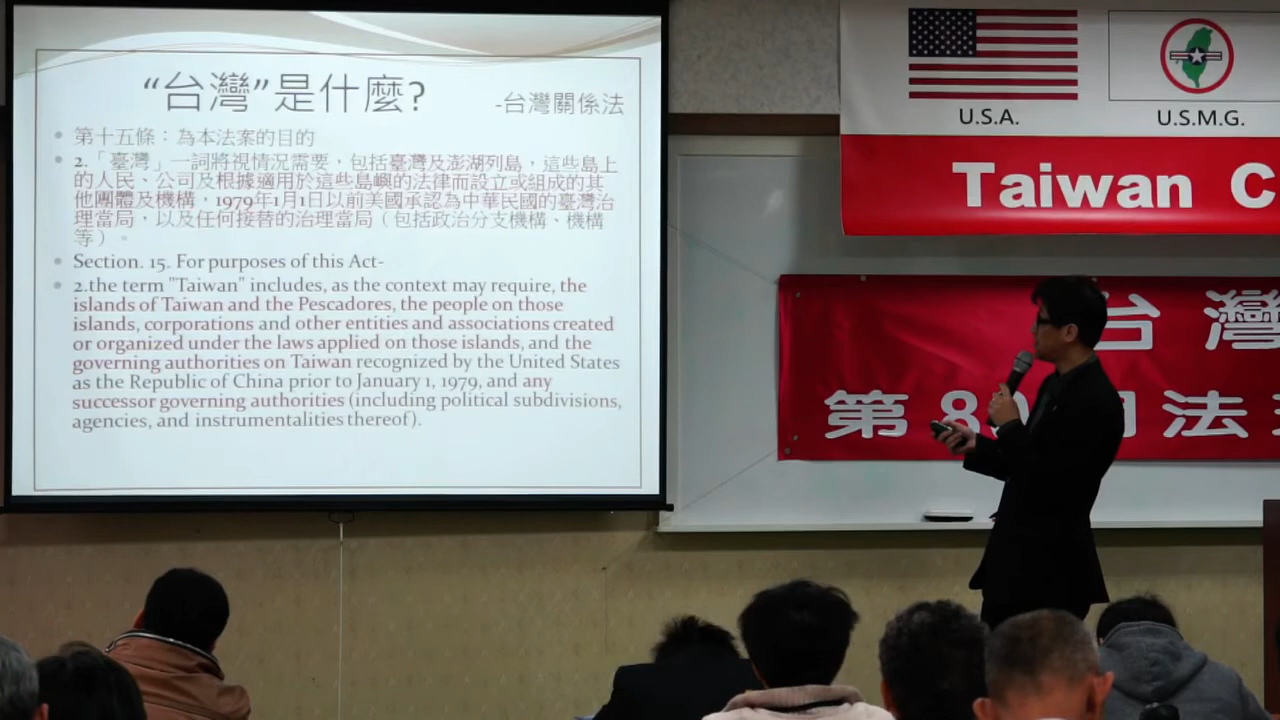 “台灣”是什麼?
-台灣關係法
第十五條：為本法案的目的
2.「臺灣」一詞將視情況需要，包括臺灣及澎湖列島，這些島上
的人民、公司及根據適用於這些島嶼的法律而設立或組成的其
他團體及機構，1979年1月1日以前美國承認為中華民國的臺灣治
理當局，以及任何接替的治理當局（包括政治分支機構、機構
等）。
Section. 15. For purposes of this Act-
2.the term "Taiwan" includes, as the context may require, the
islands of Taiwan and the Pescadores, the people on those
islands, corporations and other entities and associations created
or organized under the laws applied on those islands, and the
governing authorities on Taiwan recognized by the United States
as the Republic of China prior to January 1, 1979, and any
successor governing authorities (including political subdivisions,
agencies, and instrumentalities thereof).
U.S.A.
U.S.M.G.
Taiwan C
台灣
第8 法